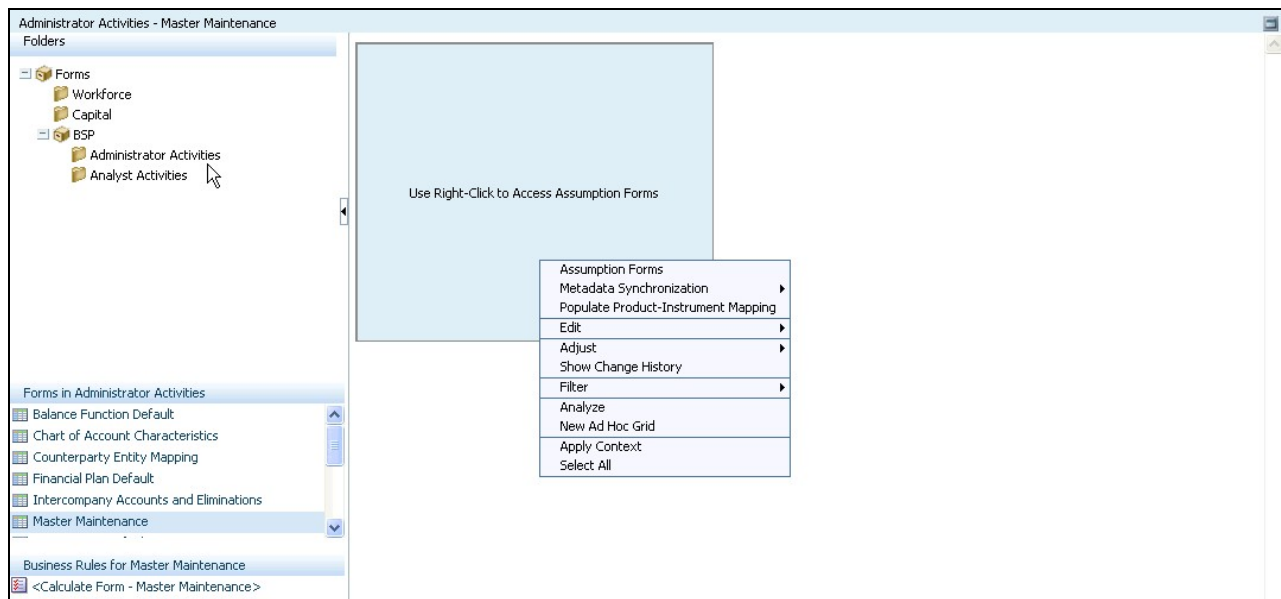 Administrator Activities - Master Maintenance
Folders
Forms
Workforce
Capital
BSP
Administrator Activities
Analyst Activities
Use Right-Click to Access Assumption Forms
Assumption Forms
Metadata Synchronization
Populate Product-Instrument Mapping
Edit
Adjust
Show Change History
Filter
Analyze
New Ad Hoc Grid
Apply Context
Select All
Forms in Administrator Activities
Balance Function Default
Chart of Account Characteristics
Counterparty Entity Mapping
Financial Plan Default
Intercompany Accounts and Eliminations
Master Maintenance
Business Rules for Master Maintenance
<Calculate Form - Master Maintenance>